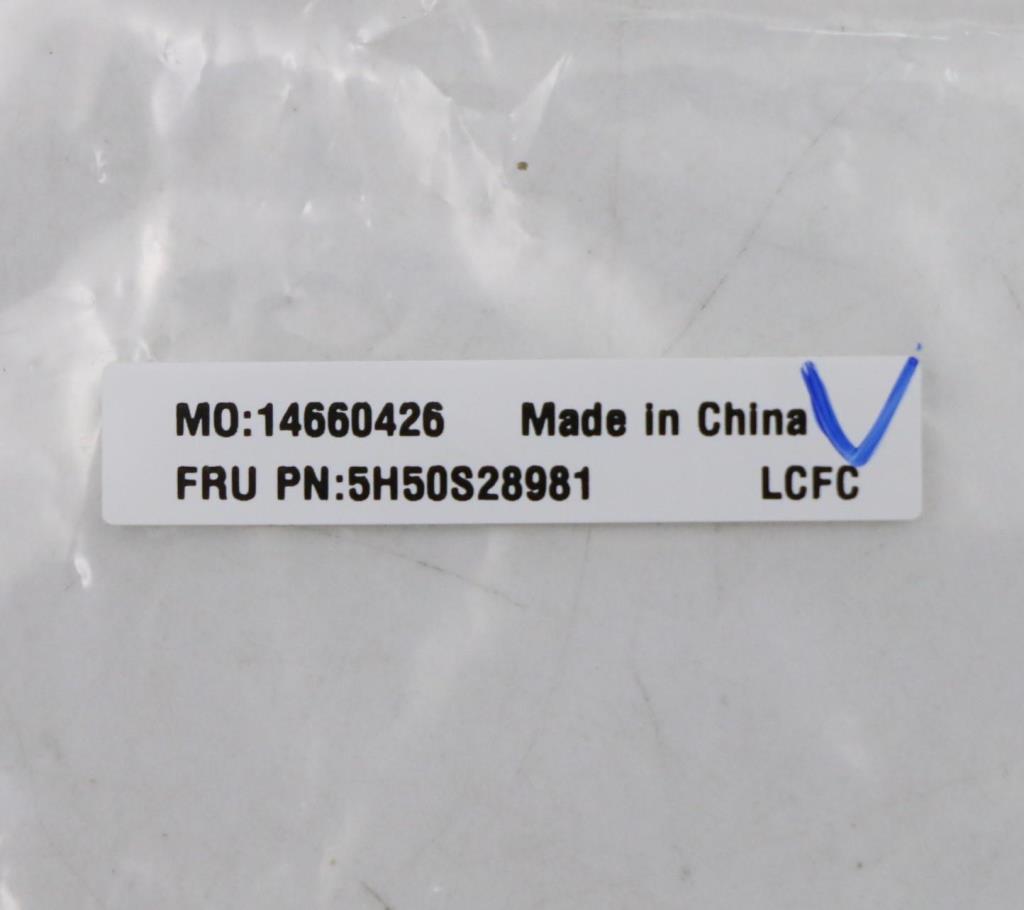 MO:14660426 Made in China
FRU PN:5H50S28981 LCFC